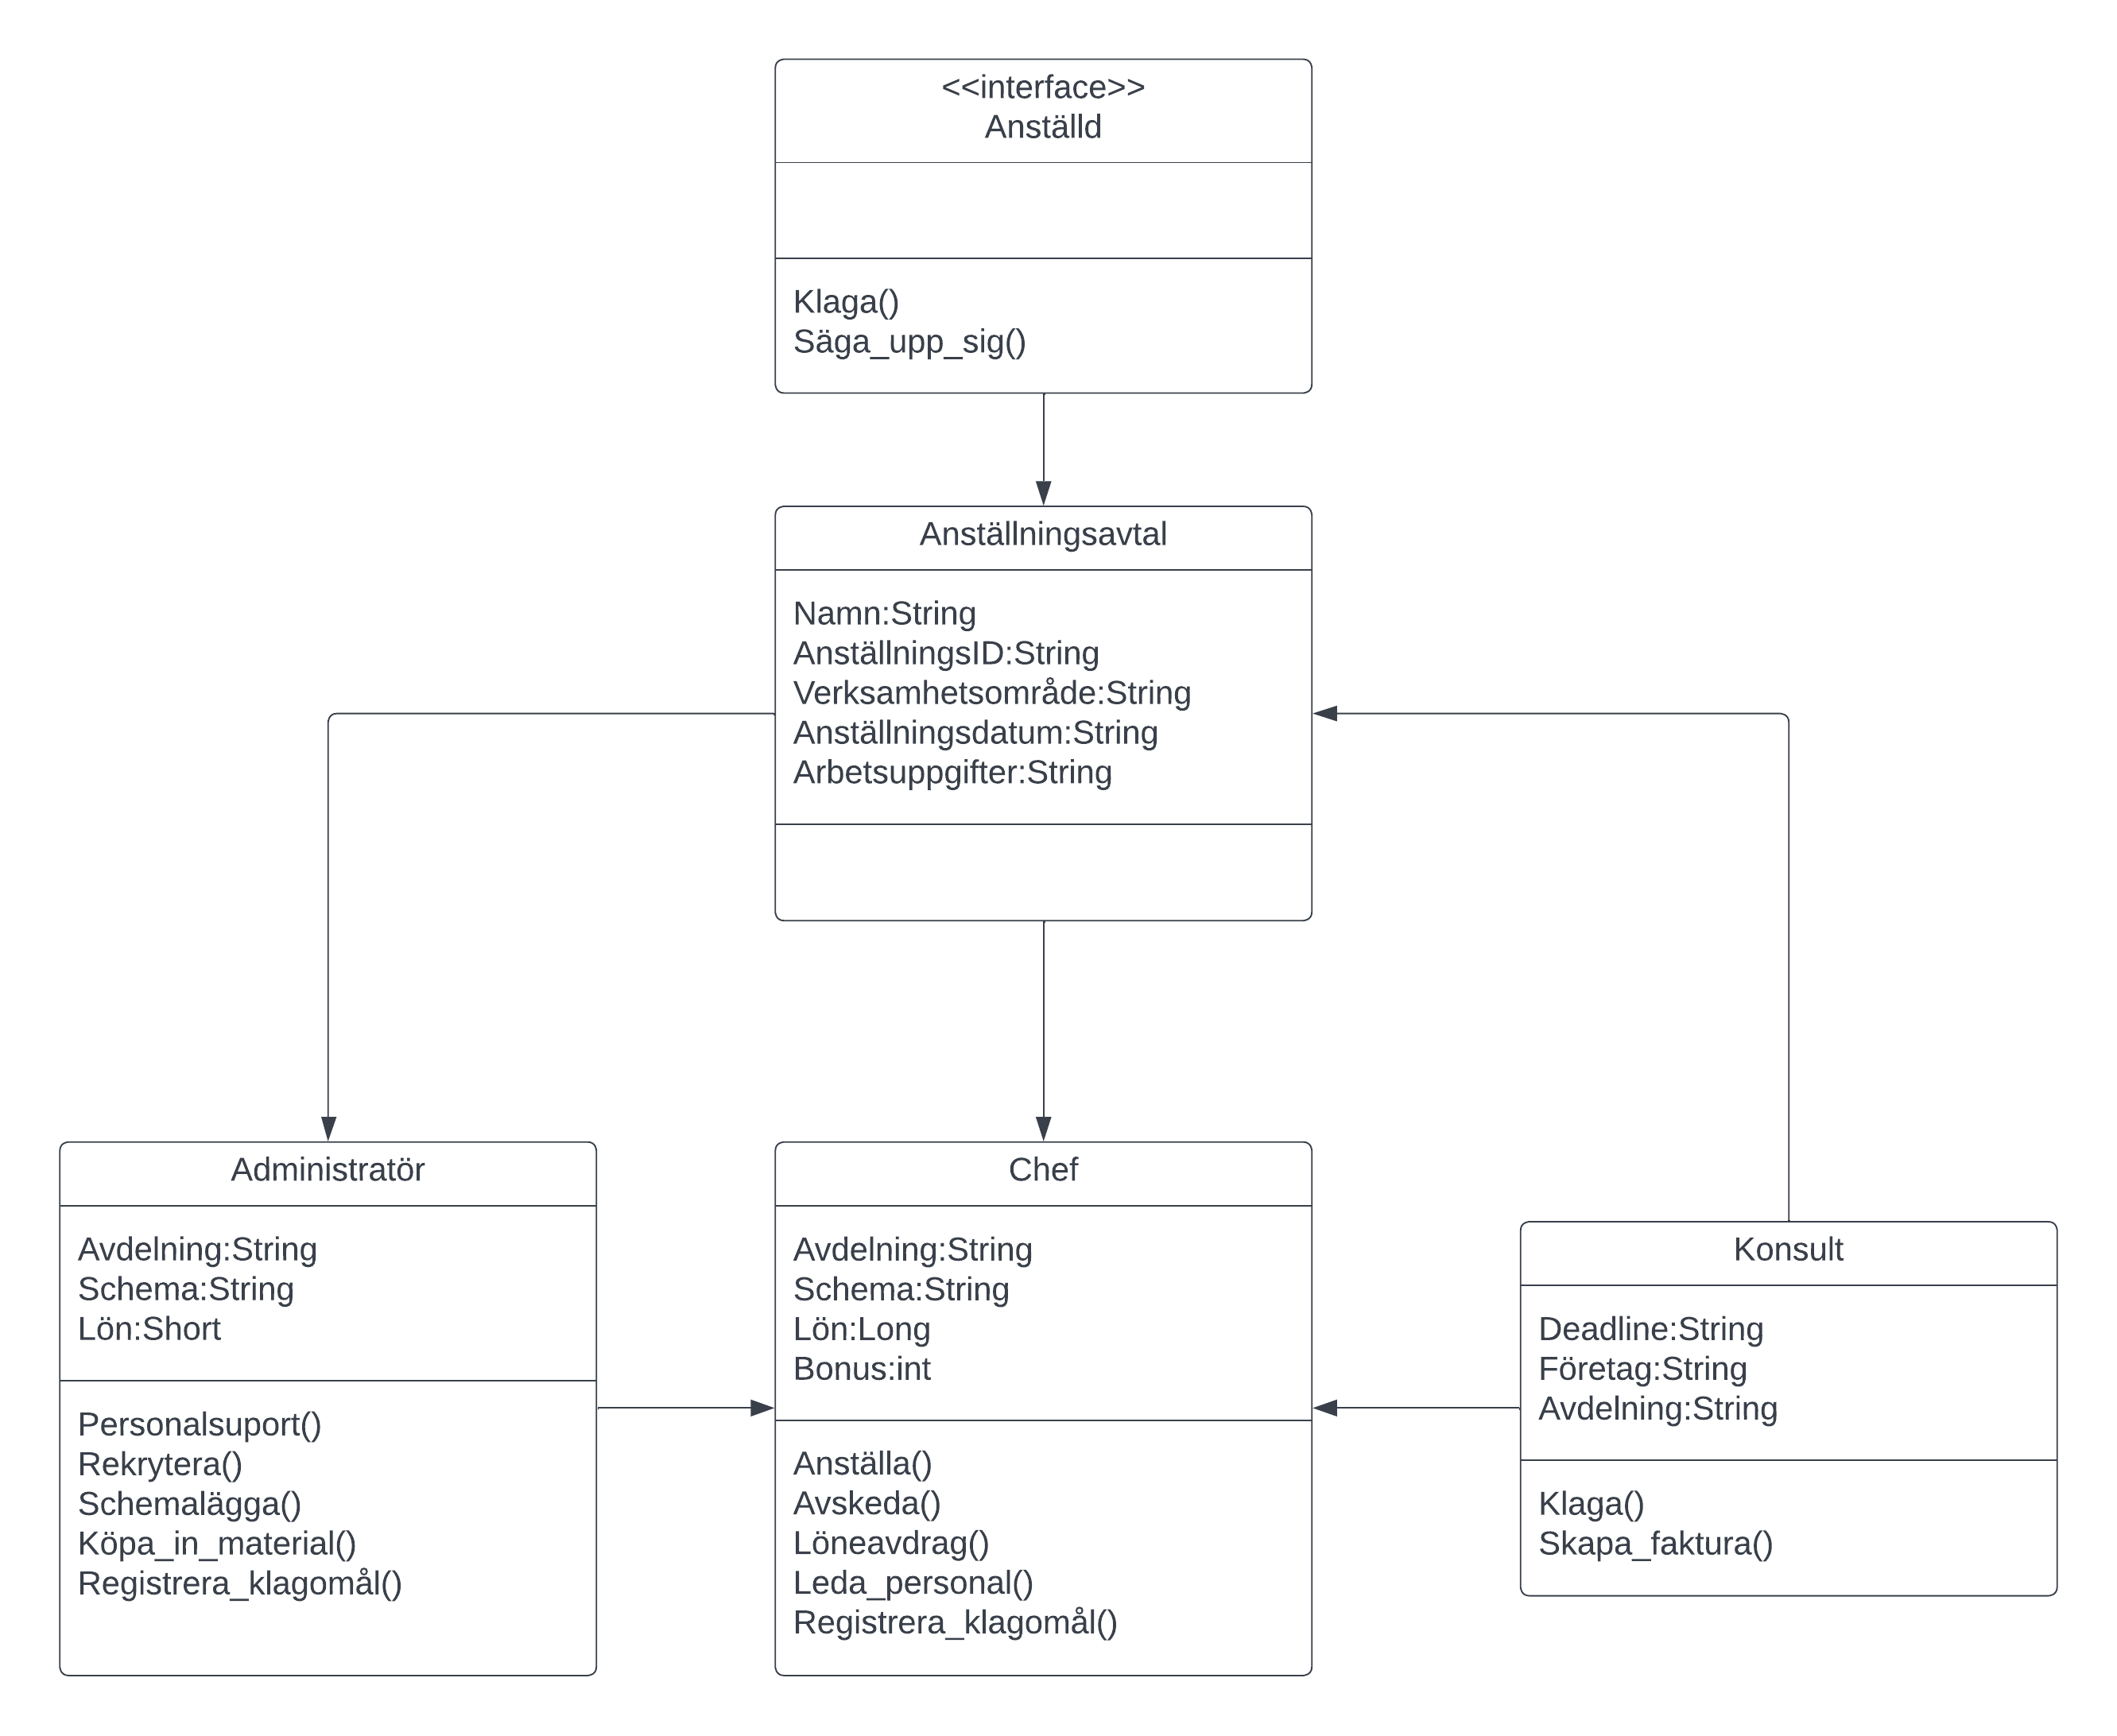 <<interface>>
Anställd
Klaga()
Säga_upp_sig()
Anställningsavtal
Namn:String
AnställningsID:String
Verksamhetsområde:String
Anställningsdatum:String
Arbetsuppgifter:String
Administratör
Avdelning:String
Schema:String
Lön:Short
Personalsuport()
Rekrytera()
Schemalägga()
Köpa_in_material()
Registrera_klagomål()
Chef
Avdelning:String
Schema:String
Lön:Long
Bonus:int
Anställa()
Avskeda()
Löneavdrag()
Leda_personal()
Registrera_klagomål()
Konsult
Deadline:String
Företag:String
Avdelning:String
Klaga()
Skapa_faktura()